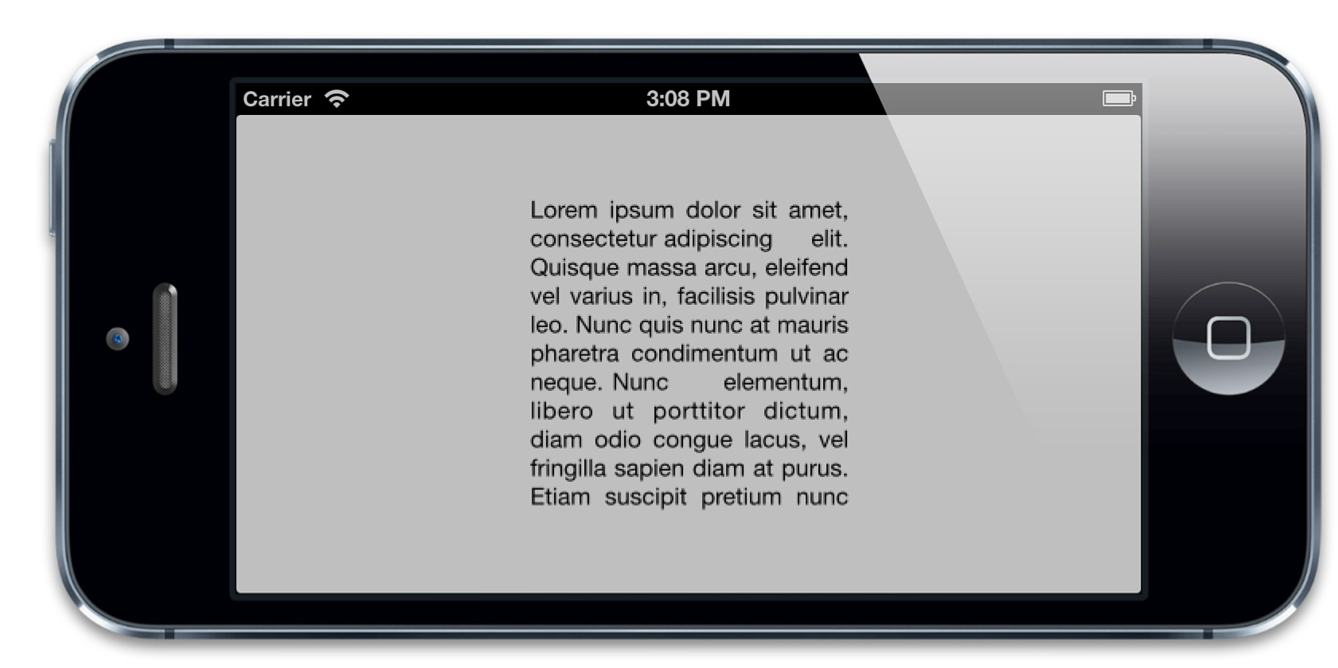 Carrier 3:08 PM
Lorem ipsum dolor sit amet,
consectetur adipiscing elit.
Quisque massa arcu, eleifend
vel varius in, facilisis pulvinar
leo. Nunc quis nunc at mauris
pharetra condimentum ut ac
neque. Nunc elementum,
libero ut porttitor dictum,
diam odio congue lacus, vel
fringilla sapien diam at purus.
Etiam suscipit pretium nunc